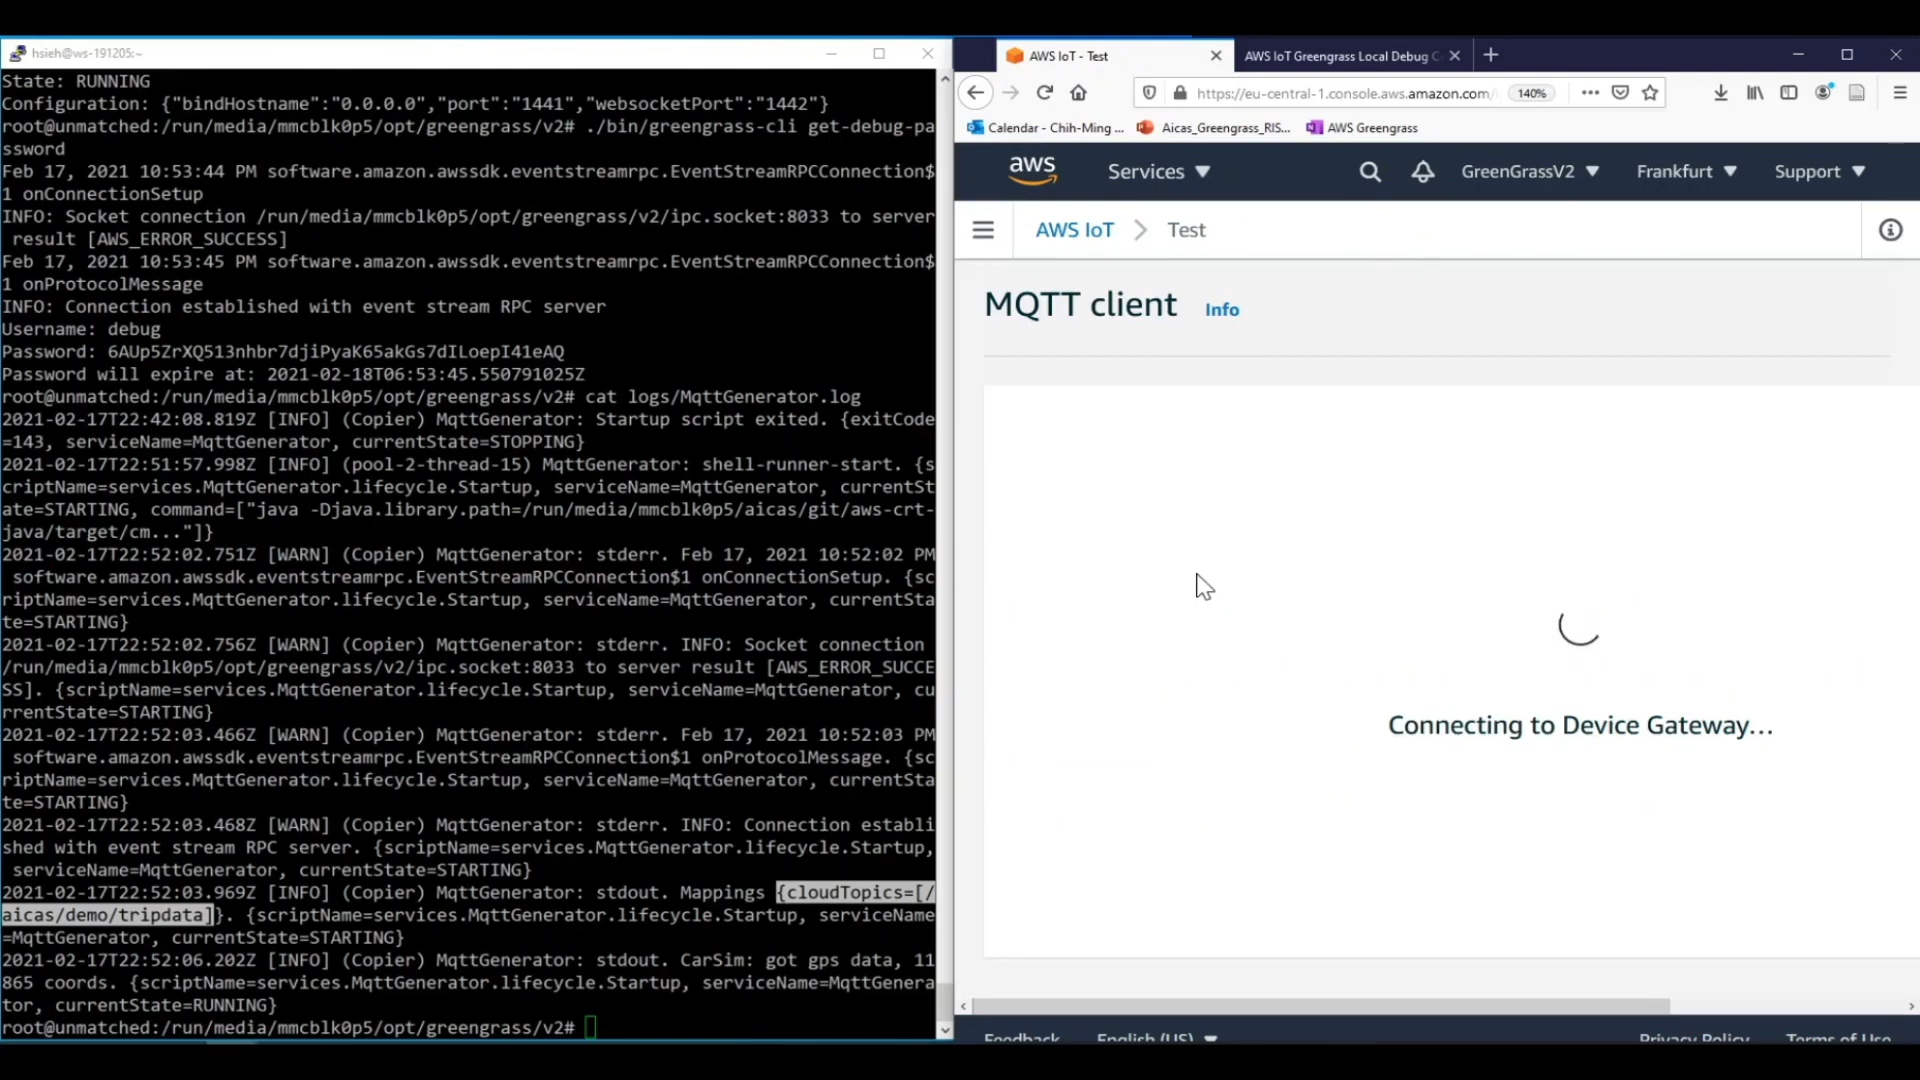 hsieh@ws-191205:~
State: RUNNING
Configuration: {"bindHostname":"0.0.0.0","port":"1441","websocketPort":"1442"}
root@unmatched:/run/media/mmcblk0p5/opt/greengrass/v2# ./bin/greengrass-cli get-debug-pa
ssword
Feb 17, 2021 10:53:44 PM software.amazon.awssdk.eventstreamrpc.EventStreamRPCConnection$
1 onConnectionSetup
INFO: Socket connection /run/media/mmcblk0p5/opt/greengrass/v2/ipc.socket:8033 to server
result [AWS_ERROR_SUCCESS]
Feb 17, 2021 10:53:45 PM software.amazon.awssdk.eventstreamrpc.EventStreamRPCConnection$
1 onProtocolMessage
INFO: Connection established with event stream RPC server
Username: debug
Password: 6AUp5ZrXQ513nhbr7djiPyaK65akGs7dILoepI41eAQ
Password will expire at: 2021-02-18T06:53:45.550791025Z
root@unmatched:/run/media/mmcblk0p5/opt/greengrass/v2# cat logs/MqttGenerator.log
2021-02-17T22:42:08.819Z [INFO] (Copier) MqttGenerator: Startup script exited. {exitCode
=143, serviceName=MqttGenerator, currentState=STOPPING}
2021-02-17T22:51:57.998Z [INFO] (pool-2-thread-15) MqttGenerator: shell-runner-start. {s
criptName=services.MqttGenerator.lifecycle.Startup, serviceName=MqttGenerator, currentSt
ate=STARTING, command=["java -Djava.library.path=/run/media/mmcblk0p5/aicas/git/aws-crt-
java/target/cm..."]}
2021-02-17T22:52:02.751Z [WARN] (Copier) MqttGenerator: stderr. Feb 17, 2021 10:52:02 PM
software.amazon.awssdk.eventstreamrpc.EventStreamRPCConnection$1 onConnectionSetup. {sc
riptName=services.MqttGenerator.lifecycle.Startup, serviceName=MqttGenerator, currentSta
te=STARTING}
2021-02-17T22:52:02.756Z [WARN] (Copier) MqttGenerator: stderr. INFO: Socket connection
/run/media/mmcblk0p5/opt/greengrass/v2/ipc.socket:8033 to server result [AWS_ERROR_SUCCE
SS]. {scriptName=services.MqttGenerator.lifecycle.Startup, serviceName=MqttGenerator, cu
rrentState=STARTING}
2021-02-17T22:52:03.466Z [WARN] (Copier) MqttGenerator: stderr. Feb 17, 2021 10:52:03 PM
software.amazon.awssdk.eventstreamrpc.EventStreamRPCConnection$1 onProtocolMessage. {sc
riptName=services.MqttGenerator.lifecycle.Startup, serviceName=MqttGenerator, currentSta
te=STARTING}
2021-02-17T22:52:03.468Z [WARN] (Copier) MqttGenerator: stderr. INFO: Connection establi
shed with event stream RPC server. {scriptName=services.MqttGenerator.lifecycle.Startup,
serviceName=MqttGenerator, currentState=STARTING}
2021-02-17T22:52:03.969Z [INFO] (Copier) MqttGenerator: stdout. Mappings {cloudTopics=[/
aicas/demo/tripdata]}. {scriptName=services.MqttGenerator.lifecycle.Startup, serviceName
=MqttGenerator, currentState=STARTING}
2021-02-17T22:52:06.202Z [INFO] (Copier) MqttGenerator: stdout. CarSim: got gps data, 11
865 coords. {scriptName=services.MqttGenerator.lifecycle.Startup, serviceName=MqttGenera
tor, currentState=RUNNING}
root@unmatched:/run/media/mmcblk0p5/opt/greengrass/v2#
AWS IoT - Test
AWS IoT Greengrass Local Debug C
https://eu-central-1.console.aws.amazon.com/
140%
Calendar - Chih-Ming ...
Aicas_Greengrass_RIS...
AWS Greengrass
aws
Services
GreenGrassV2
Frankfurt
Support
AWS IoT
Test
MQTT client
Info
Connecting to Device Gateway...
Feedback
English (US)
Privacy Policy
Terms of Use